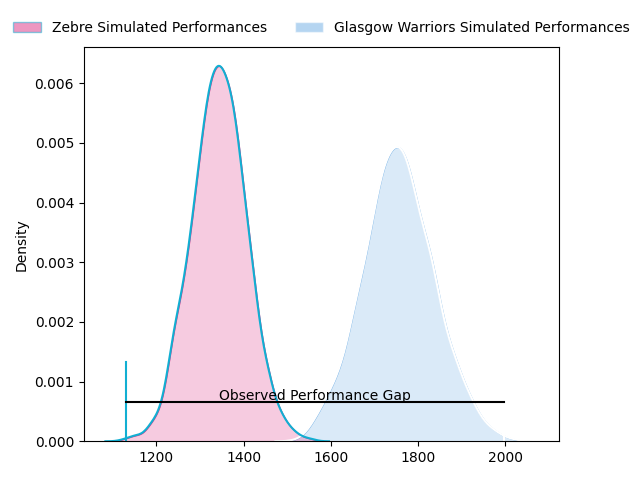 Zebre Simulated Performances
Glasgow Warriors Simulated Performances
0.006
0.005
0.004
0.003
0.002
0.001
0.000
Density
Observed Performance Gap
1200 1400 1600 1800 2000